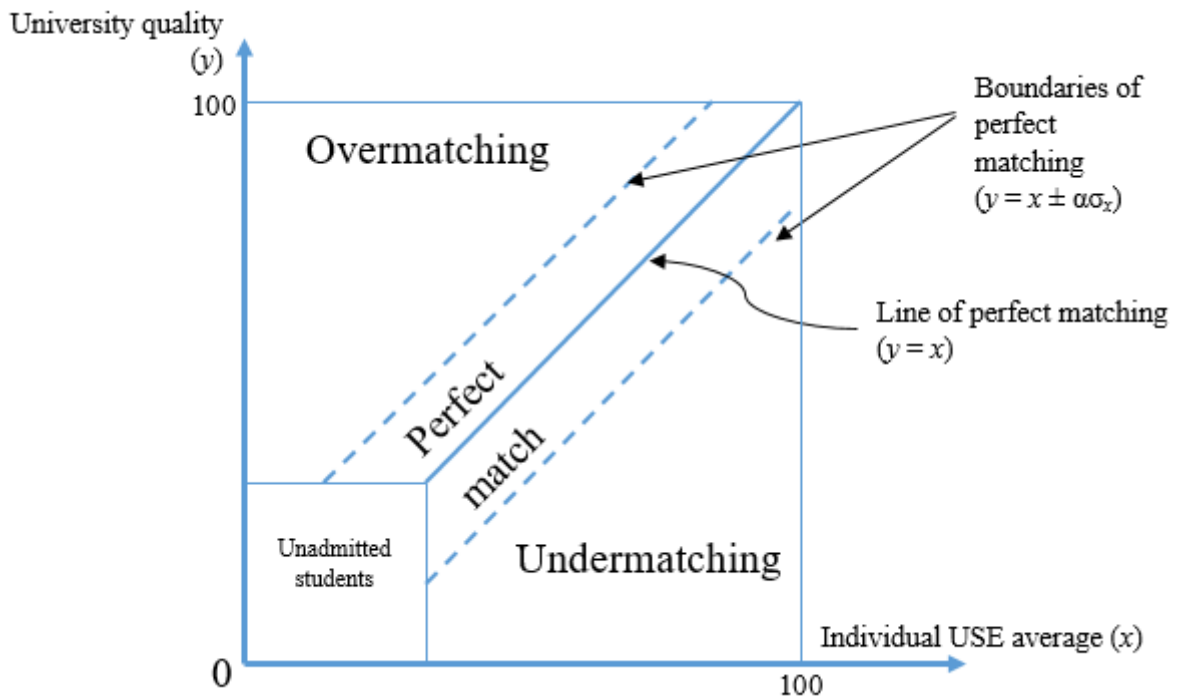 University quality
(y)
100
Overmatching
Boundaries of
perfect
matching
(y = x ± ασₓ)
Line of perfect matching
(y = x)
Perfect
match
Unadmitted
students
Undermatching
Individual USE average (x)
0
100